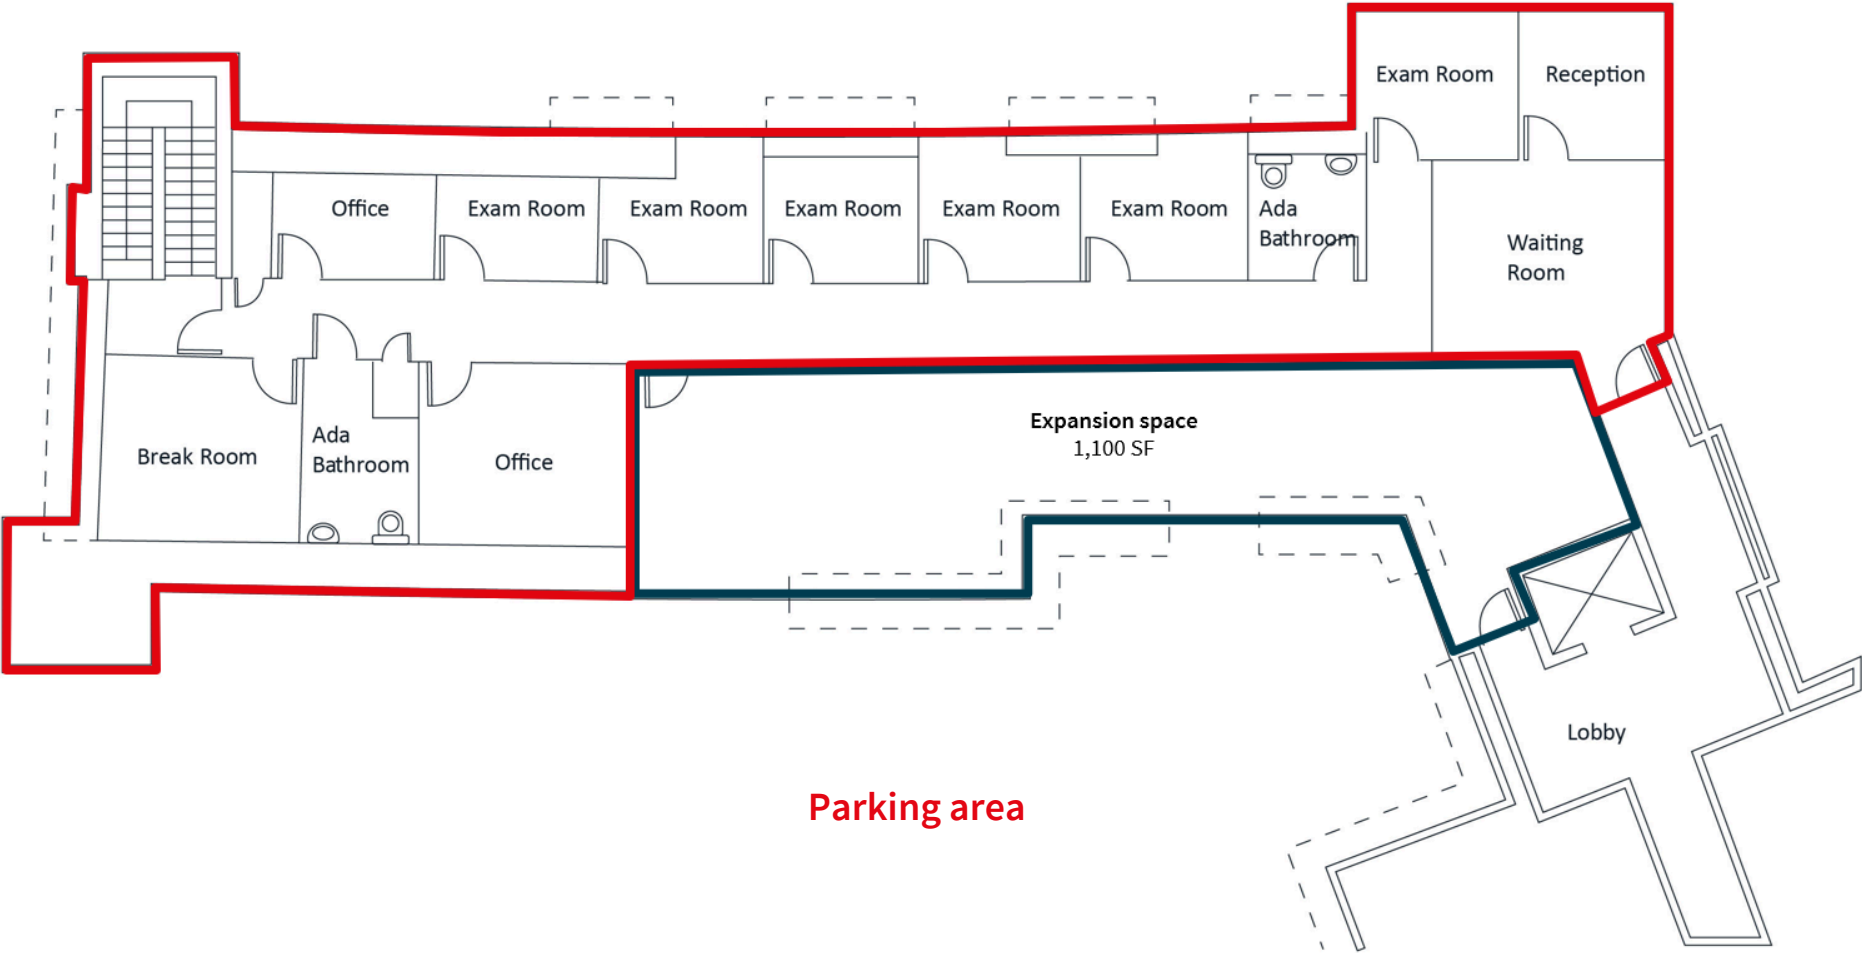 Exam Room
Reception
Office
Exam Room
Exam Room
Exam Room
Exam Room
Exam Room
Ada
Bathroom
Waiting
Room
Expansion space
1,100 SF
Break Room
Ada
Bathroom
Office
Lobby
Parking area